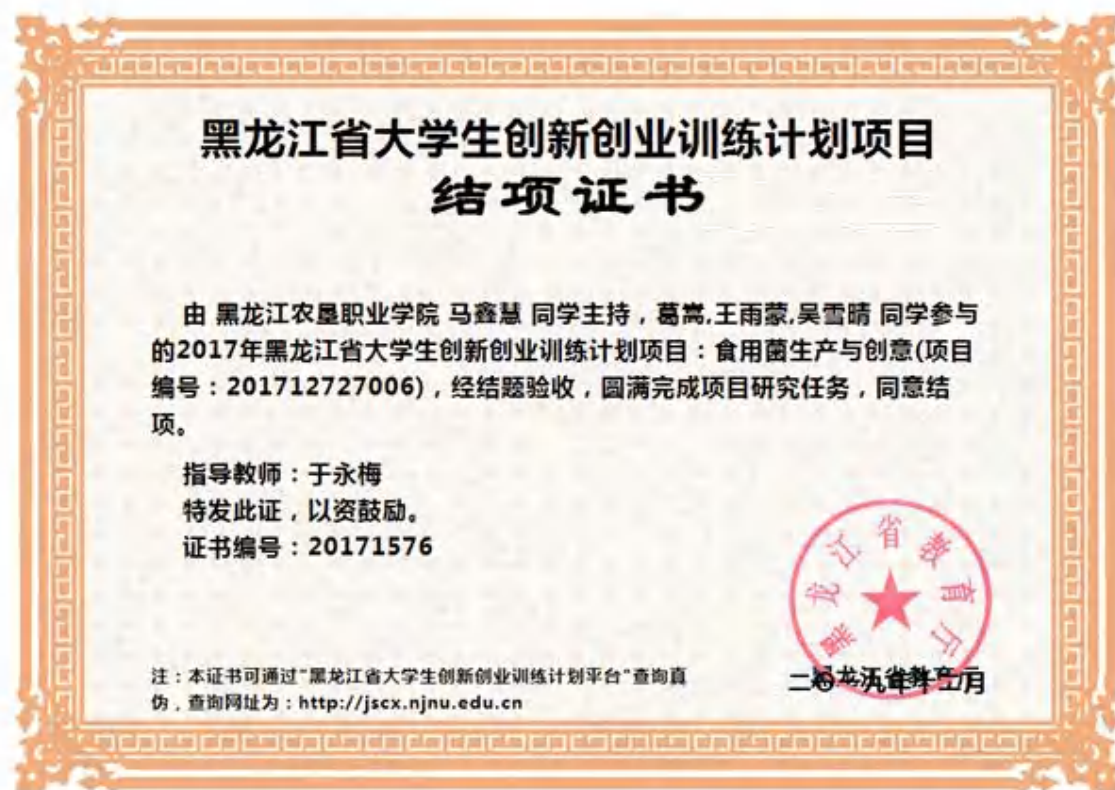 黑龙江省大学生创新创业训练计划项目
结项证书
由 黑龙江农垦职业学院 马鑫慧 同学主持，葛嵩,王雨蒙,吴雪晴 同学参与
的2017年黑龙江省大学生创新创业训练计划项目：食用菌生产与创意(项目
编号：201712727006)，经结题验收，圆满完成项目研究任务，同意结
项。
指导教师：于永梅
特发此证，以资鼓励。
证书编号：20171576
黑龙江省教育厅
注：本证书可通过"黑龙江省大学生创新创业训练计划平台"查询真
伪，查询网址为：http://jscx.njnu.edu.cn